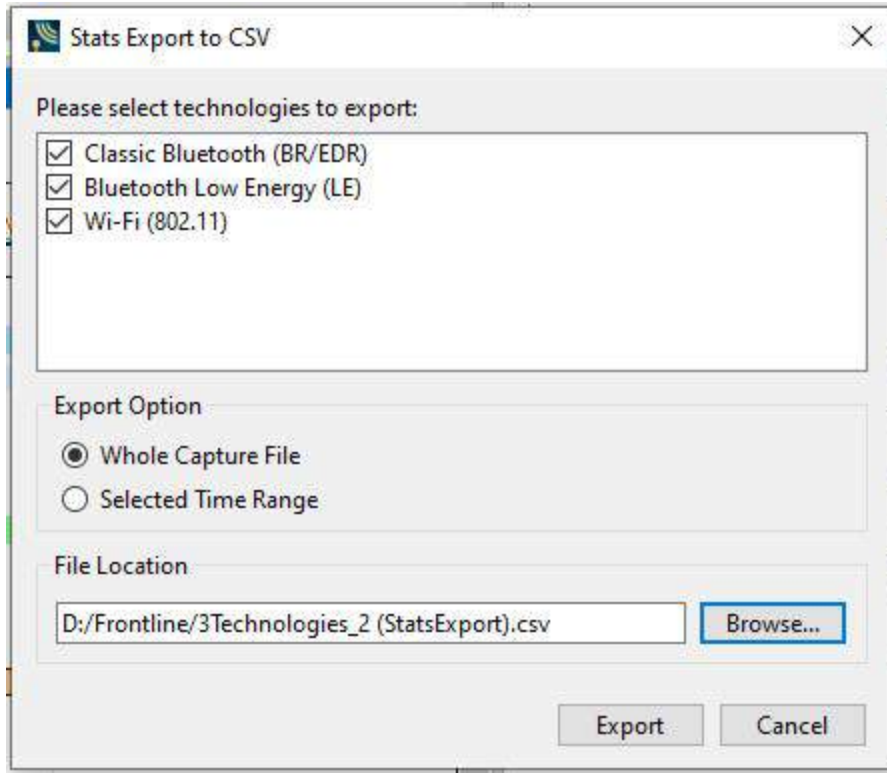 Stats Export to CSV
Please select technologies to export:
Classic Bluetooth (BR/EDR)
Bluetooth Low Energy (LE)
Wi-Fi (802.11)
Export Option
Whole Capture File
Selected Time Range
File Location
D:/Frontline/3Technologies_2 (StatsExport).csv
Browse...
Export
Cancel